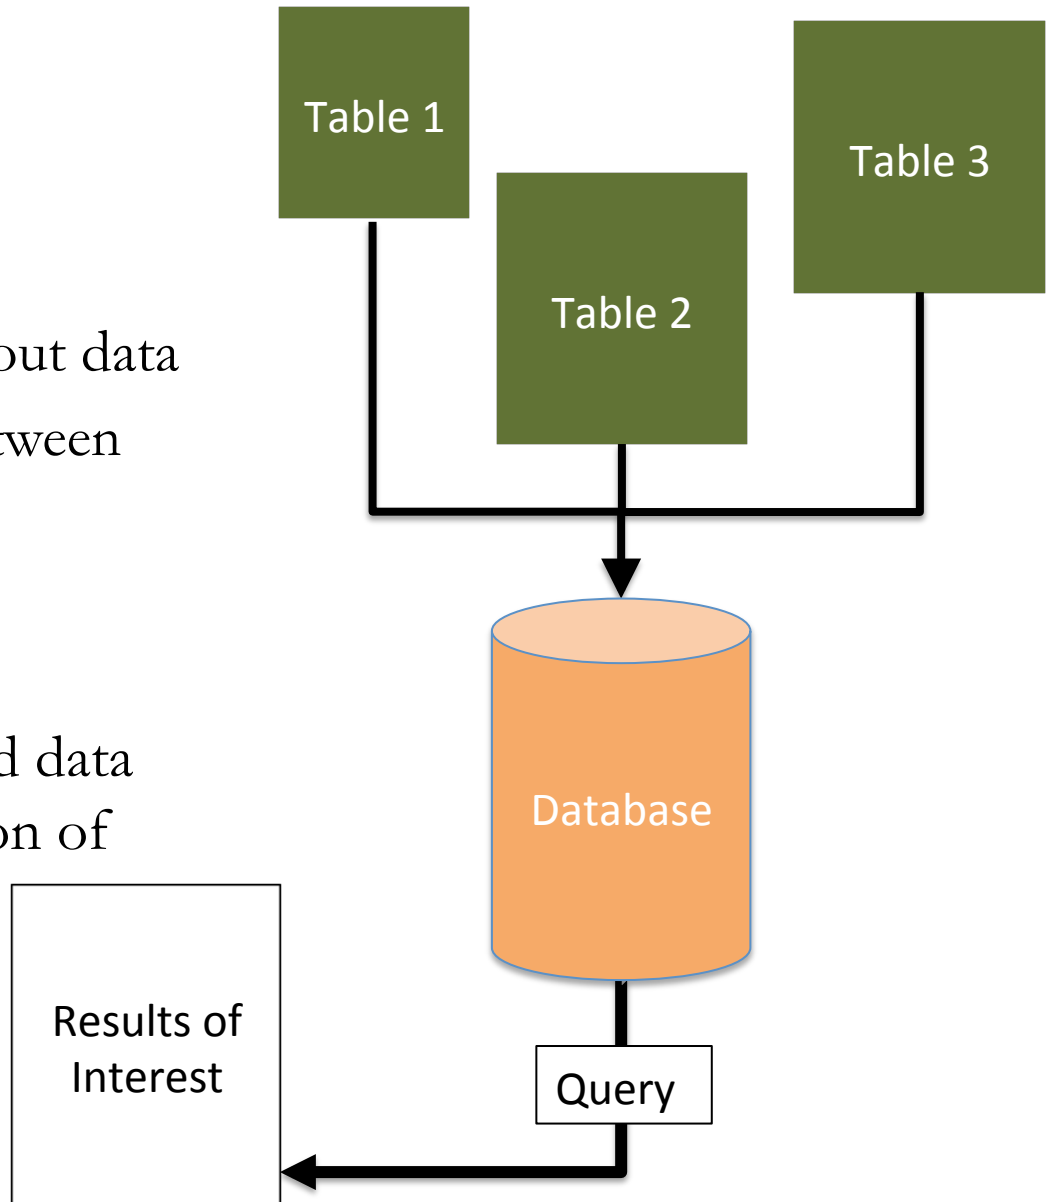 Table 1
Table 3
Table 2
out data
tween
d data
on of
Database
Results of
Interest
Query